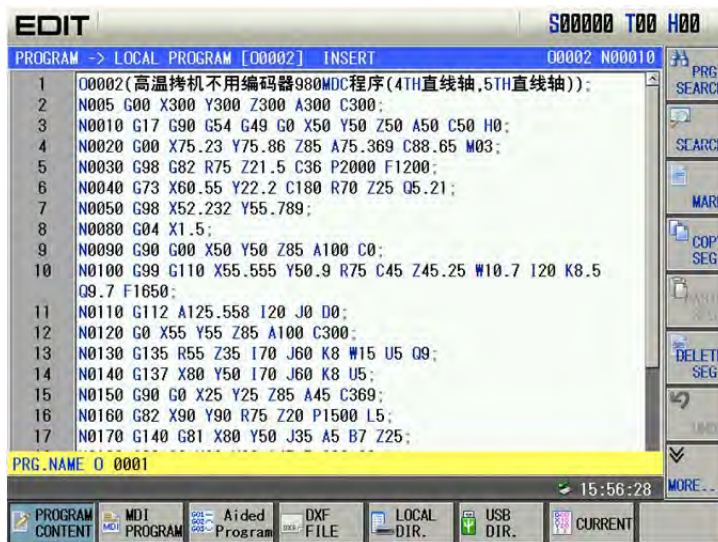 EDIT
S00000 T00 H00
PROGRAM -> LOCAL PROGRAM [O0002] INSERT
O0002 N00010
1 O0002(高温拷机不用编码器980MDC程序(4TH直线轴,5TH直线轴));
2 N005 G00 X300 Y300 Z300 A300 C300;
3 N0010 G17 G90 G54 G49 G0 X50 Y50 Z50 A50 C50 H0;
4 N0020 G00 X75.23 Y75.86 Z85 A75.369 C88.65 M03;
5 N0030 G98 G82 R75 Z21.5 C36 P2000 F1200;
6 N0040 G73 X60.55 Y22.2 C180 R70 Z25 Q5.21;
7 N0050 G98 X52.232 Y55.789;
8 N0080 G04 X1.5;
9 N0090 G90 G00 X50 Y50 Z85 A100 C0;
10 N0100 G99 G110 X55.555 Y50.9 R75 C45 Z45.25 W10.7 I20 K8.5
Q9.7 F1650;
11 N0110 G112 A125.558 I20 J0 D0;
12 N0120 G0 X55 Y55 Z85 A100 C300;
13 N0130 G135 R55 Z35 I70 J60 K8 W15 U5 Q9;
14 N0140 G137 X80 Y50 I70 J60 K8 U5;
15 N0150 G90 G0 X25 Y25 Z85 A45 C369;
16 N0160 G82 X90 Y90 R75 Z20 P1500 L5;
17 N0170 G140 G81 X80 Y50 J35 A5 B7 Z25;
PRG.NAME O 0001
15:56:28
PRG
SEARC
SEARC
MAR
COP
SEG
DELET
SEG
MORE..
PROGRAM
CONTENT
MDI
PROGRAM
Aided
Program
DXF
FILE
LOCAL
DIR.
USB
DIR.
CURRENT